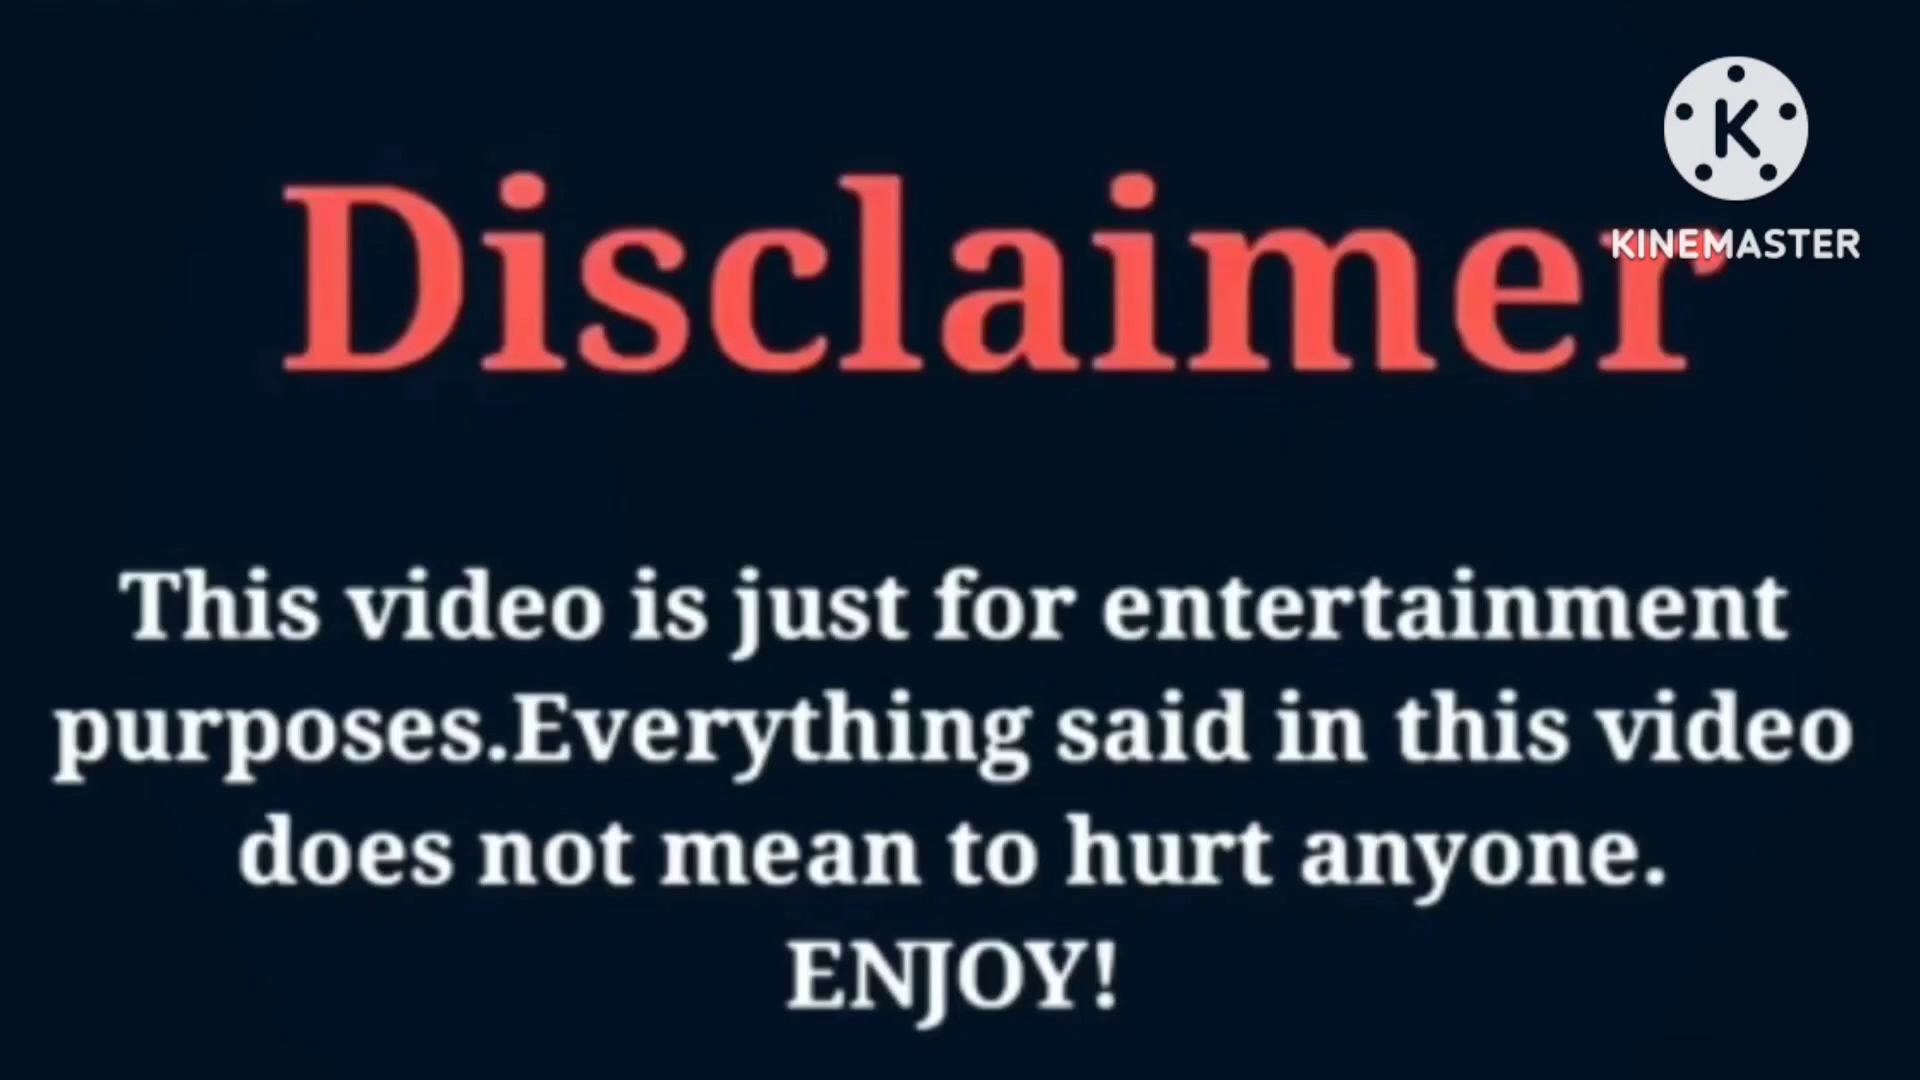 K
KINEMASTER
Disclaimer
This video is just for entertainment
purposes.Everything said in this video
does not mean to hurt anyone.
ENJOY!